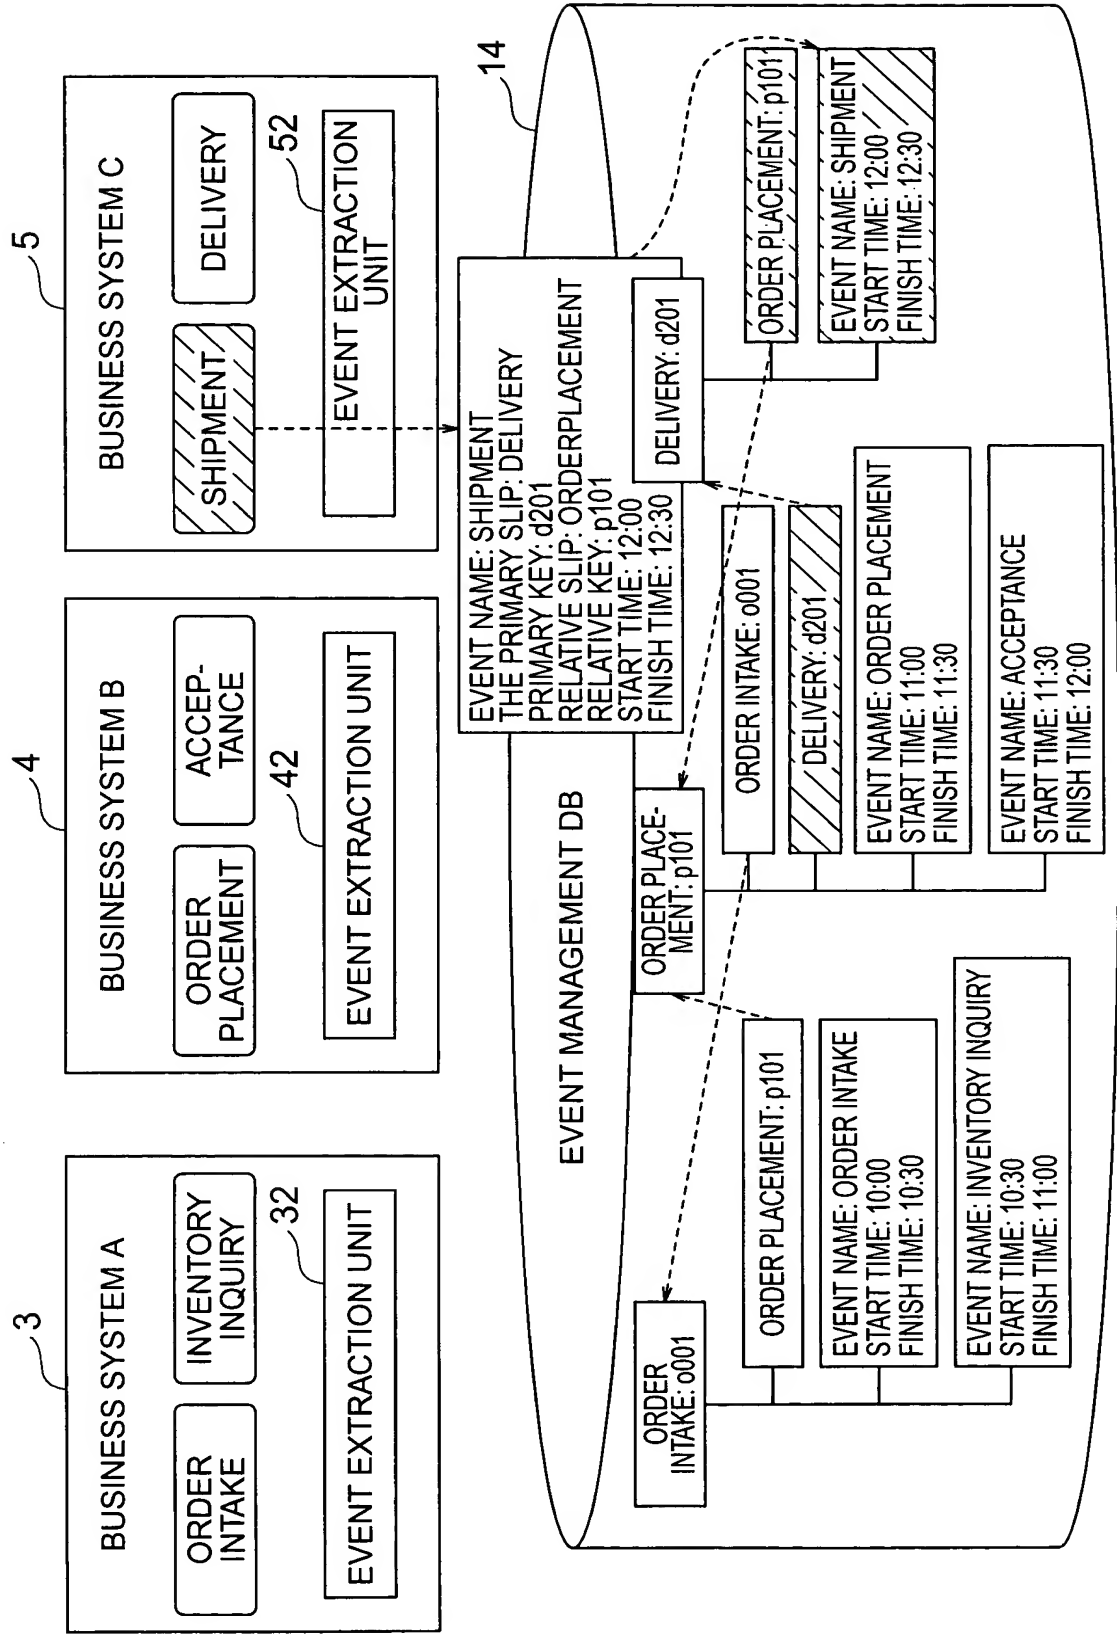 3
BUSINESS SYSTEM A
ORDER
INTAKE
INVENTORY
INQUIRY
32
EVENT EXTRACTION UNIT
4
BUSINESS SYSTEM B
ORDER
PLACEMENT
ACCEP-
TANCE
42
EVENT EXTRACTION UNIT
5
BUSINESS SYSTEM C
SHIPMENT
DELIVERY
52
EVENT EXTRACTION
UNIT
14
EVENT MANAGEMENT DB
EVENT NAME: SHIPMENT
THE PRIMARY SLIP: DELIVERY
PRIMARY KEY: d201
RELATIVE SLIP: ORDERPLACEMENT
RELATIVE KEY: p101
START TIME: 12:00
FINISH TIME: 12:30
ORDER
INTAKE: o001
ORDER PLACEMENT: p101
EVENT NAME: ORDER INTAKE
START TIME: 10:00
FINISH TIME: 10:30
EVENT NAME: INVENTORY INQUIRY
START TIME: 10:30
FINISH TIME: 11:00
ORDER PLACE-
MENT: p101
ORDER INTAKE: o001
DELIVERY: d201
EVENT NAME: ORDER PLACEMENT
START TIME: 11:00
FINISH TIME: 11:30
EVENT NAME: ACCEPTANCE
START TIME: 11:30
FINISH TIME: 12:00
DELIVERY: d201
ORDER PLACEMENT: p101
EVENT NAME: SHIPMENT
START TIME: 12:00
FINISH TIME: 12:30